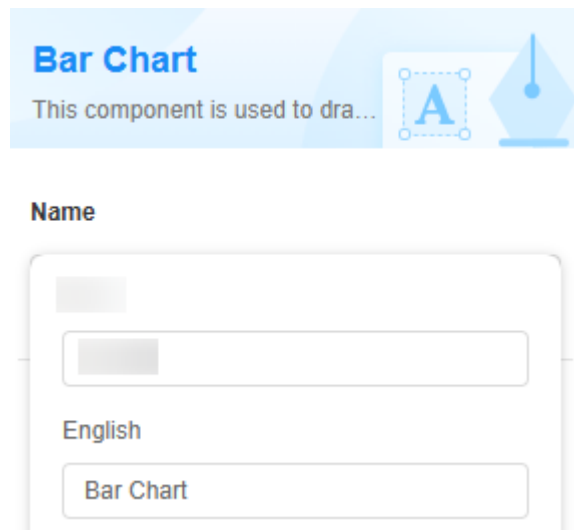 Bar Chart
This component is used to dra...
A
Name
English
Bar Chart